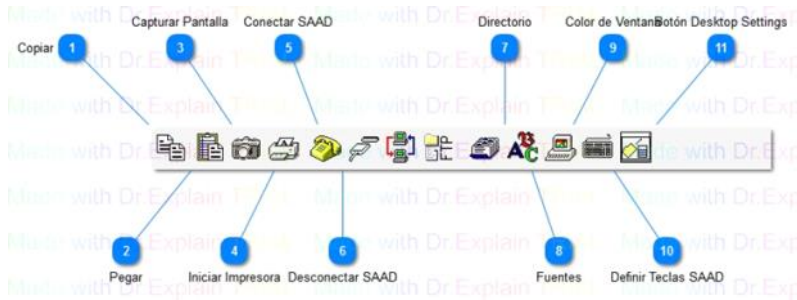 Capturar Pantalla Conectar SAAD Directorio Color de Ventana Botón Desktop Settings
Copiar 1 3 5 7 9 11
2 4 6 8 10
Pegar Iniciar Impresora Desconectar SAAD Fuentes Definir Teclas SAAD
Made with Dr.Explain